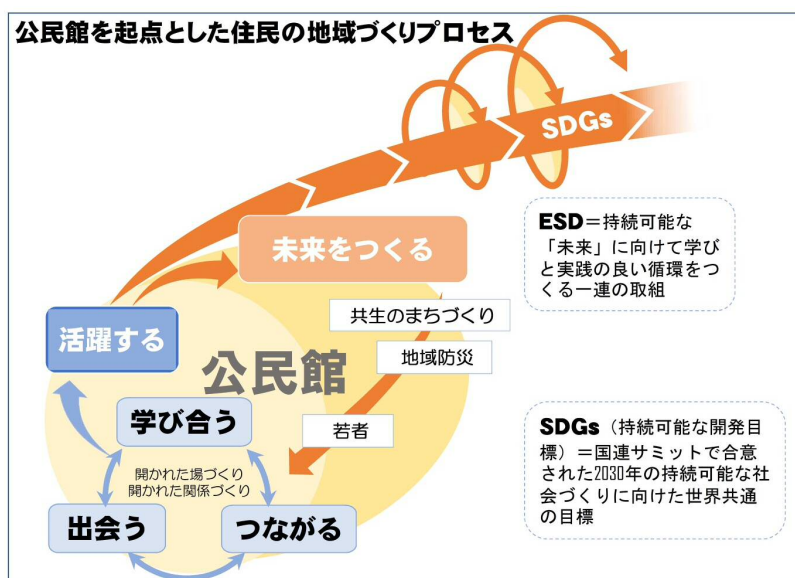 公民館を起点とした住民の地域づくりプロセス
SDGs
未来をつくる
ESD＝持続可能な
「未来」に向けて学び
と実践の良い循環をつ
くる一連の取組
活躍する
共生のまちづくり
地域防災
公民館
若者
学び合う
開かれた場づくり
開かれた関係づくり
出会う
つながる
SDGs（持続可能な開発目
標）＝国連サミットで合意
された2030年の持続可能な社
会づくりに向けた世界共通
の目標